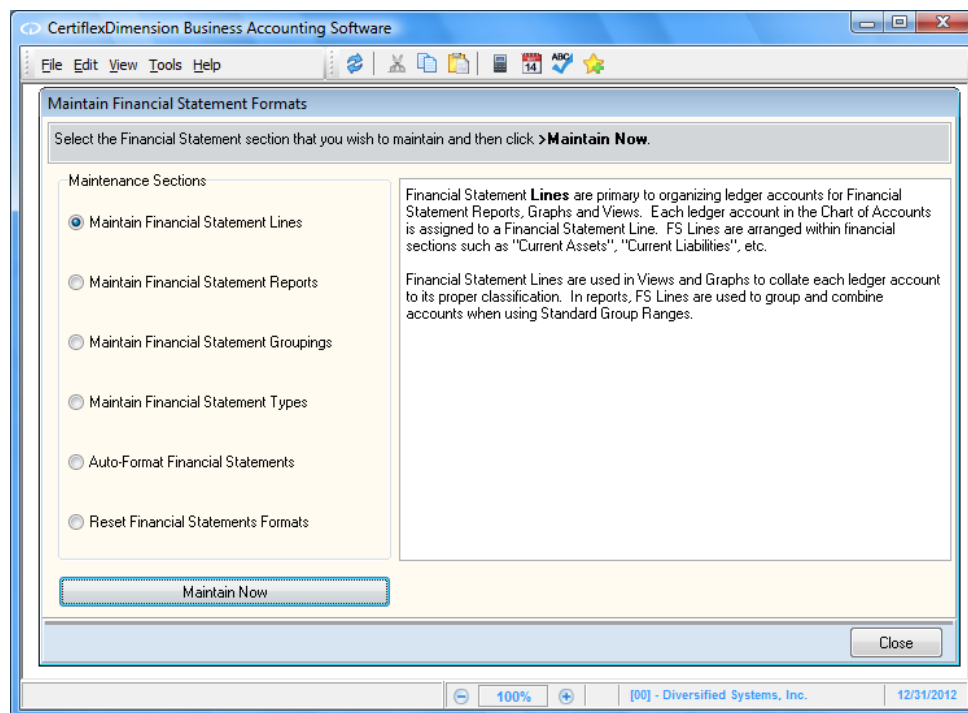 CertiflexDimension Business Accounting Software
File Edit View Tools Help
14 ABC
Maintain Financial Statement Formats
Select the Financial Statement section that you wish to maintain and then click >Maintain Now.
Maintenance Sections
Maintain Financial Statement Lines
Maintain Financial Statement Reports
Maintain Financial Statement Groupings
Maintain Financial Statement Types
Auto-Format Financial Statements
Reset Financial Statements Formats
Financial Statement Lines are primary to organizing ledger accounts for Financial
Statement Reports, Graphs and Views. Each ledger account in the Chart of Accounts
is assigned to a Financial Statement Line. FS Lines are arranged within financial
sections such as "Current Assets", "Current Liabilities", etc.
Financial Statement Lines are used in Views and Graphs to collate each ledger account
to its proper classification. In reports, FS Lines are used to group and combine
accounts when using Standard Group Ranges.
Maintain Now
Close
100% [00] - Diversified Systems, Inc. 12/31/2012